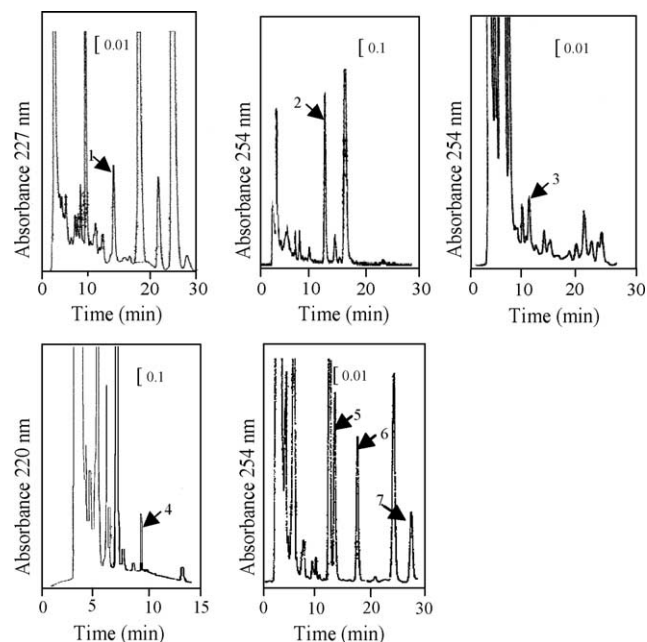 Absorbance 227 nm
[ 0.01
1
0 10 20 30
Time (min)
Absorbance 254 nm
[ 0.1
2
0 10 20 30
Time (min)
Absorbance 254 nm
[ 0.01
3
0 10 20 30
Time (min)
Absorbance 220 nm
[ 0.1
4
0 5 10 15
Time (min)
Absorbance 254 nm
[ 0.01
5
6
7
0 10 20 30
Time (min)